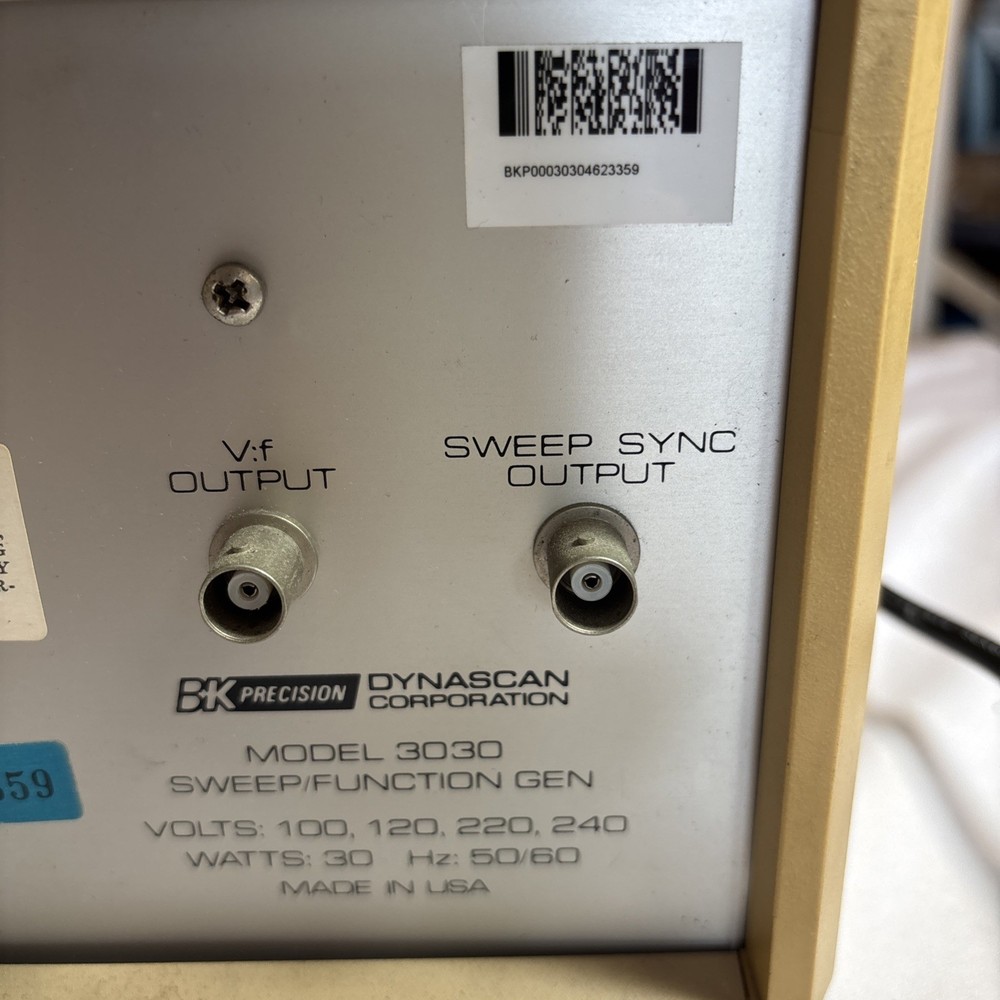 BKP00030304623359
V:f
OUTPUT
SWEEP SYNC
OUTPUT
Y
R-
B+K PRECISION
DYNASCAN
CORPORATION
MODEL 3030
SWEEP/FUNCTION GEN
59
VOLTS: 100, 120, 220, 240
WATTS: 30 Hz: 50/60
MADE IN USA